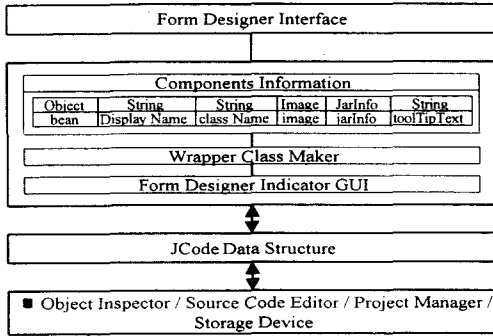 Form Designer Interface
Components Information
Object String String Image JarInfo String
bean Display Name class Name image jarInfo toolTipText
Wrapper Class Maker
Form Designer Indicator GUI
JCode Data Structure
■ Object Inspector / Source Code Editor / Project Manager /
Storage Device